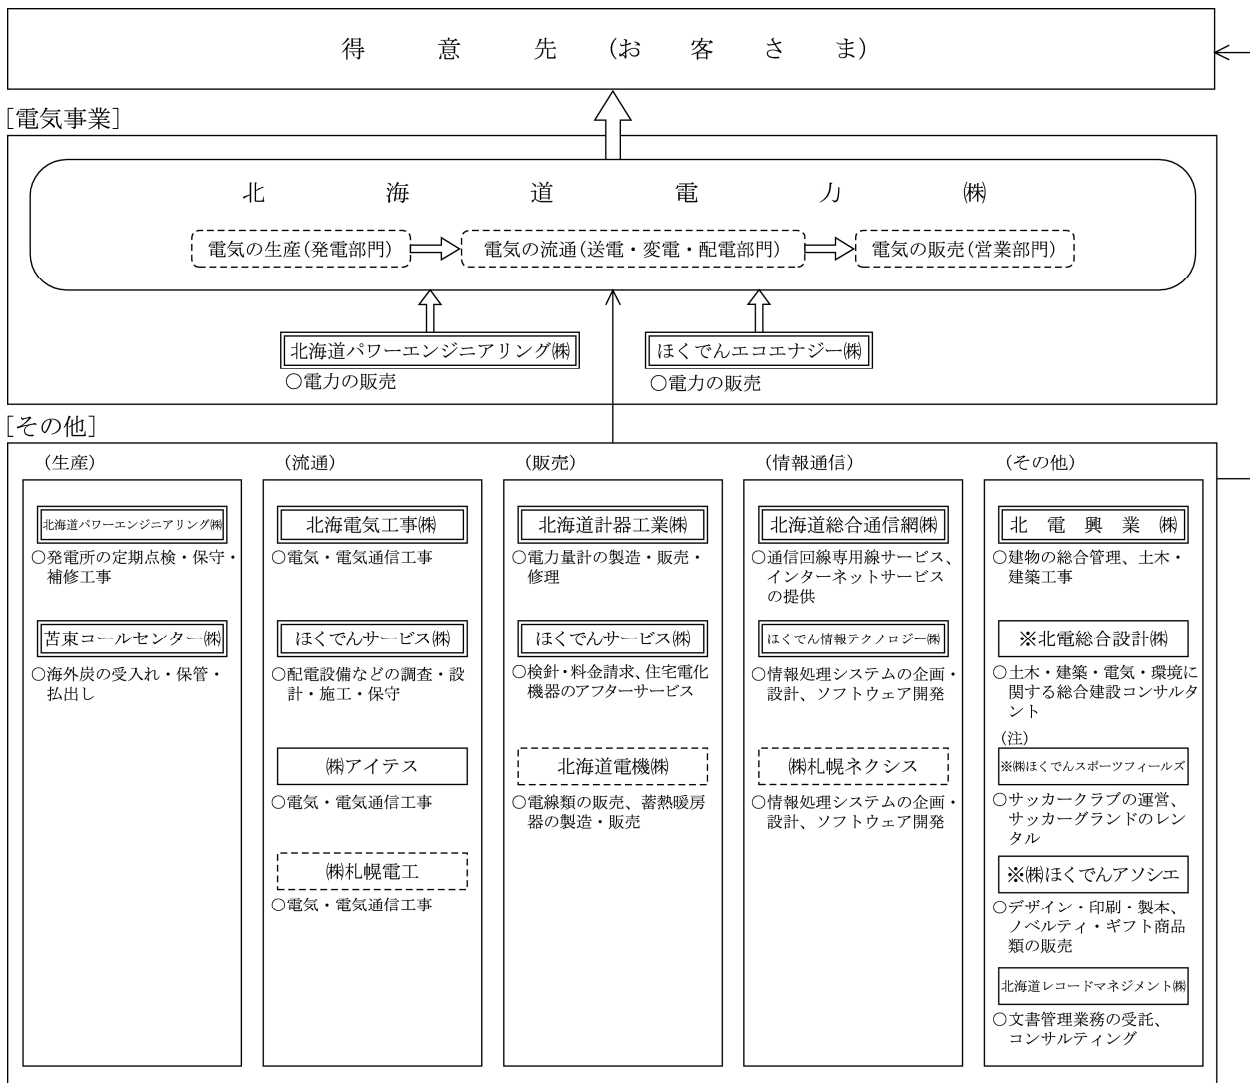 得意先(お客さま)
[電気事業]
北海道電力㈱
電気の生産(発電部門)
電気の流通(送電・変電・配電部門)
電気の販売(営業部門)
北海道パワーエンジニアリング㈱
○電力の販売
ほくでんエコエナジー㈱
○電力の販売
[その他]
(生産)
北海道パワーエンジニアリング㈱
○発電所の定期点検・保守・
補修工事
苫東コールセンター㈱
○海外炭の受入れ・保管・
払出し
(流通)
北海電気工事㈱
○電気・電気通信工事
ほくでんサービス㈱
○配電設備などの調査・設
計・施工・保守
㈱アイテス
○電気・電気通信工事
㈱札幌電工
○電気・電気通信工事
(販売)
北海道計器工業㈱
○電力量計の製造・販売・
修理
ほくでんサービス㈱
○検針・料金請求、住宅電化
機器のアフターサービス
北海道電機㈱
○電線類の販売、蓄熱暖房
器の製造・販売
(情報通信)
北海道総合通信網㈱
○通信回線専用線サービス、
インターネットサービス
の提供
ほくでん情報テクノロジー㈱
○情報処理システムの企画・
設計、ソフトウェア開発
㈱札幌ネクシス
○情報処理システムの企画・
設計、ソフトウェア開発
(その他)
北電興業㈱
○建物の総合管理、土木・
建築工事
※北電総合設計㈱
○土木・建築・電気・環境に
関する総合建設コンサルタ
ント
(注)
※㈱ほくでんスポーツフィールズ
○サッカークラブの運営、
サッカーグランドのレン
タル
※㈱ほくでんアソシエ
○デザイン・印刷・製本、
ノベルティ・ギフト商品
類の販売
北海道レコードマネジメント㈱
○文書管理業務の受託、
コンサルティング